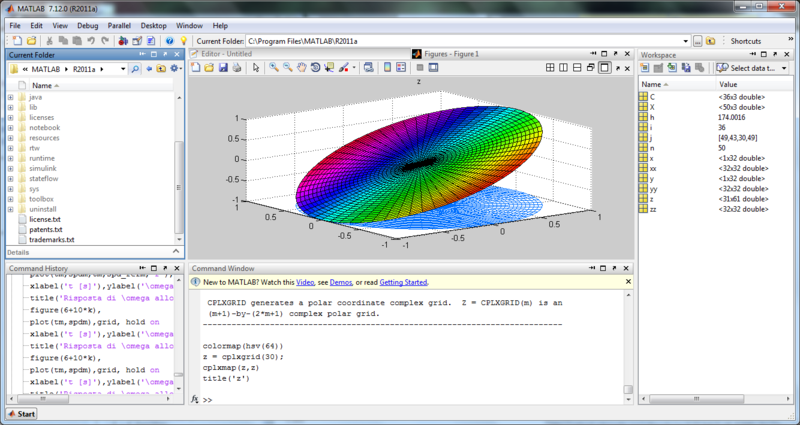 MATLAB 7.12.0 (R2011a)
File Edit View Debug Parallel Desktop Window Help
Current Folder: C:\Program Files\MATLAB\R2011a
Shortcuts
Current Folder
« MATLAB ▸ R2011a ▸
Name
java
lib
licenses
notebook
resources
rtw
runtime
simulink
stateflow
sys
toolbox
uninstall
license.txt
patents.txt
trademarks.txt
Details
Editor - Untitled
Figures - Figure 1
z
1
0.5
0
-0.5
-1
1
0.5
0
-0.5
-1
-1
-0.5
0
0.5
1
Workspace
Select data t...
Name Value
C <36x3 double>
X <50x3 double>
h 174.0016
i 36
j [49,43,30,49]
n 50
x <1x32 double>
xx <32x32 double>
y <1x32 double>
yy <32x32 double>
z <31x61 double>
zz <32x32 double>
Command History
xlabel('t [s]'),ylabel('\omega
title('Risposta di \omega allo
figure(6+10*k),
plot(tm,spdm),grid, hold on
xlabel('t [s]'),ylabel('\omega
title('Risposta di \omega allo
figure(6+10*k),
plot(tm,spdm),grid, hold on
xlabel('t [s]'),ylabel('\omega
Command Window
New to MATLAB? Watch this Video, see Demos, or read Getting Started.
CPLXGRID generates a polar coordinate complex grid. Z = CPLXGRID(m) is an
(m+1)-by-(2*m+1) complex polar grid.
colormap(hsv(64))
z = cplxgrid(30);
cplxmap(z,z)
title('z')
fx >>
Start